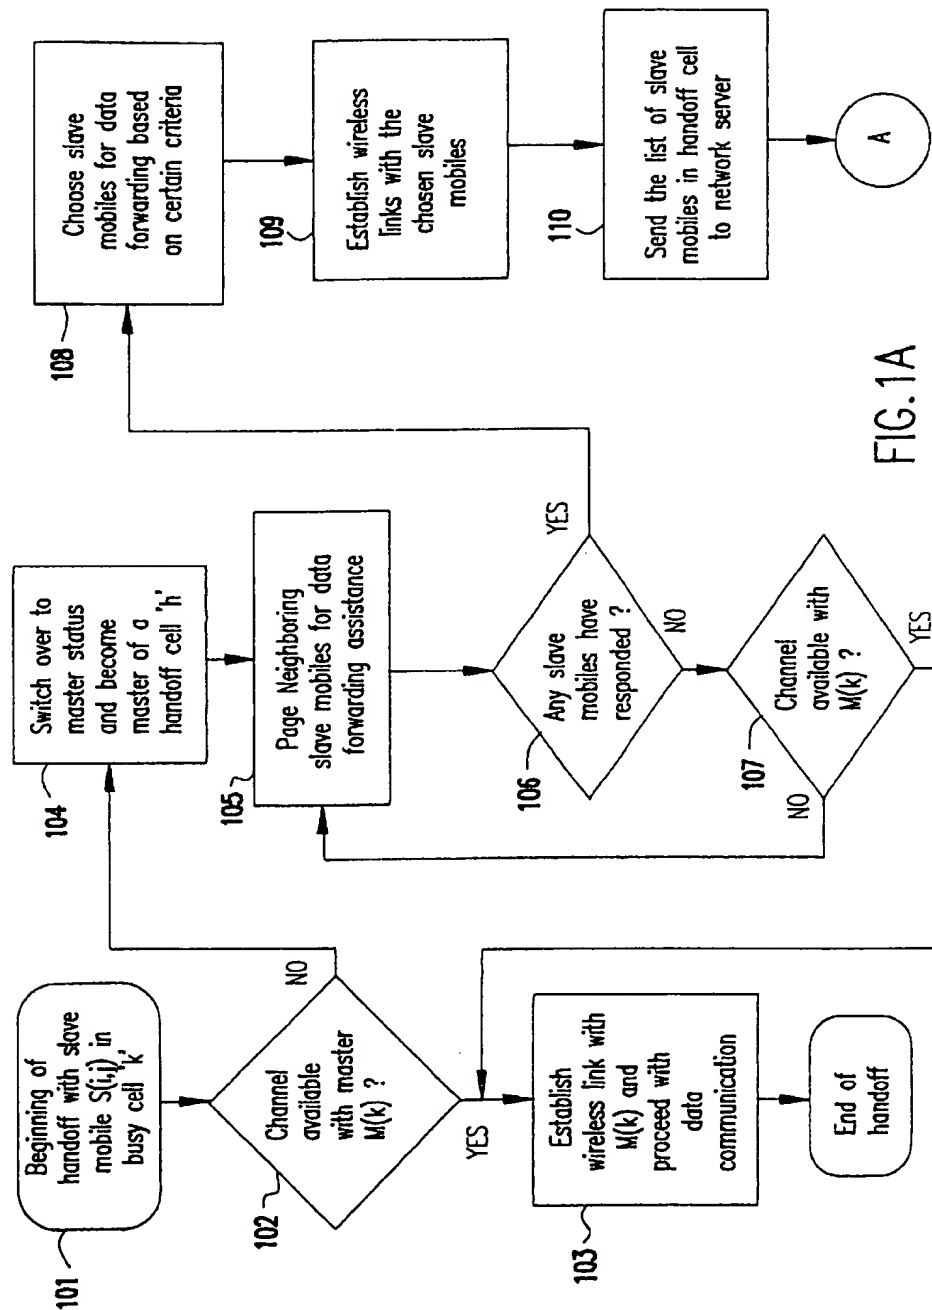 101
Beginning of
handoff with slave
mobile S(i,j) in
busy cell 'k'
102
Channel
available
with master
M(k) ?
NO
YES
103
Establish
wireless link with
M(k) and
proceed with
data
communication
End of
handoff
104
Switch over to
master status
and become
master of a
handoff cell 'h'
105
Page Neighboring
slave mobiles for data
forwarding assistance
106
Any slave
mobiles have
responded ?
YES
NO
107
Channel
available with
M(k) ?
NO
YES
108
Choose slave
mobiles for data
forwarding based
on certain criteria
109
Establish wireless
links with the
chosen slave
mobiles
110
Send the list of slave
mobiles in handoff cell
to network server
A
FIG.1A